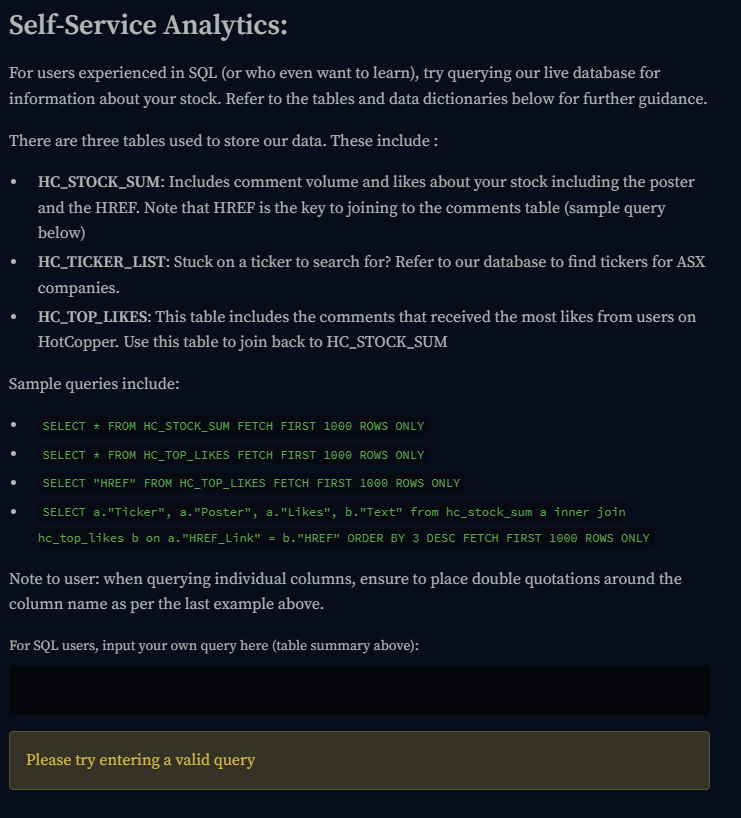 Self-Service Analytics:
For users experienced in SQL (or who even want to learn), try querying our live database for
information about your stock. Refer to the tables and data dictionaries below for further guidance.
There are three tables used to store our data. These include :
• HC_STOCK_SUM: Includes comment volume and likes about your stock including the poster
and the HREF. Note that HREF is the key to joining to the comments table (sample query
below)
• HC_TICKER_LIST: Stuck on a ticker to search for? Refer to our database to find tickers for ASX
companies.
• HC_TOP_LIKES: This table includes the comments that received the most likes from users on
HotCopper. Use this table to join back to HC_STOCK_SUM
Sample queries include:
• SELECT * FROM HC_STOCK_SUM FETCH FIRST 1000 ROWS ONLY
• SELECT * FROM HC_TOP_LIKES FETCH FIRST 1000 ROWS ONLY
• SELECT "HREF" FROM HC_TOP_LIKES FETCH FIRST 1000 ROWS ONLY
• SELECT a."Ticker", a."Poster", a."Likes", b."Text" from hc_stock_sum a inner join
hc_top_likes b on a."HREF_Link" = b."HREF" ORDER BY 3 DESC FETCH FIRST 1000 ROWS ONLY
Note to user: when querying individual columns, ensure to place double quotations around the
column name as per the last example above.
For SQL users, input your own query here (table summary above):
Please try entering a valid query